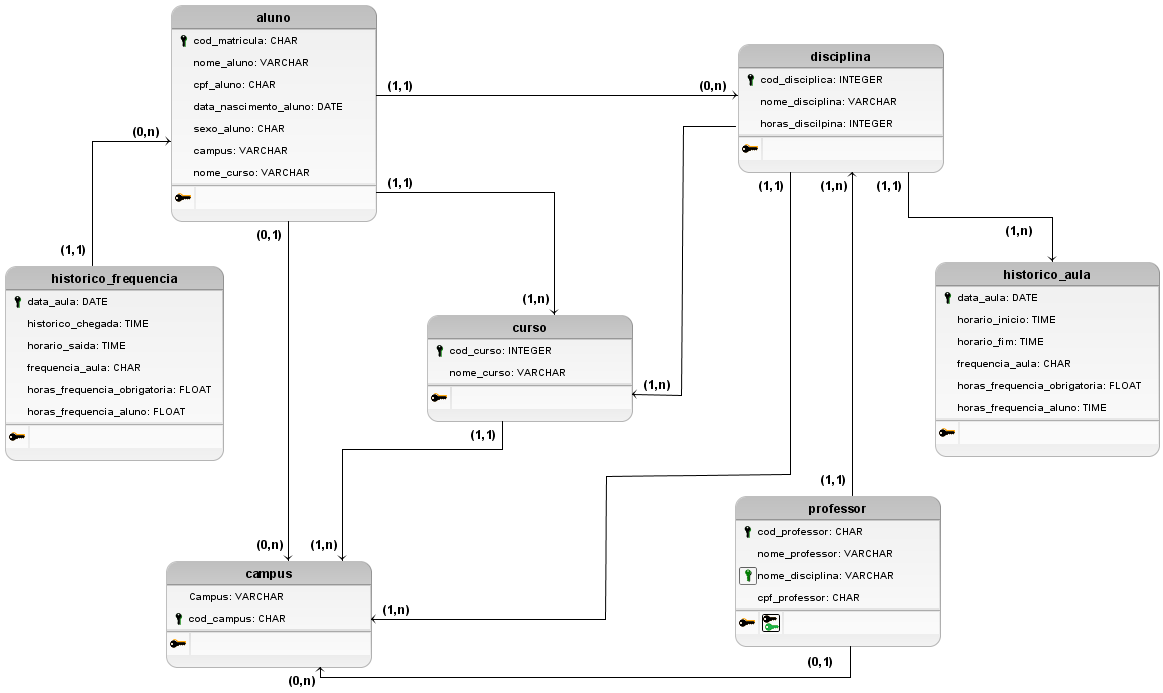 aluno
cod_matricula: CHAR
nome_aluno: VARCHAR
cpf_aluno: CHAR
data_nascimento_aluno: DATE
sexo_aluno: CHAR
campus: VARCHAR
nome_curso: VARCHAR
(1,1)
(0,n)
disciplina
cod_disciplica: INTEGER
nome_disciplina: VARCHAR
horas_discilpina: INTEGER
(0,n)
(1,1)
(1,1)
(1,n)
(1,1)
(0,1)
(1,n)
(1,1)
historico_frequencia
data_aula: DATE
historico_chegada: TIME
horario_saida: TIME
frequencia_aula: CHAR
horas_frequencia_obrigatoria: FLOAT
horas_frequencia_aluno: FLOAT
historico_aula
data_aula: DATE
horario_inicio: TIME
horario_fim: TIME
frequencia_aula: CHAR
horas_frequencia_obrigatoria: FLOAT
horas_frequencia_aluno: TIME
(1,n)
curso
cod_curso: INTEGER
nome_curso: VARCHAR
(1,n)
(1,1)
(1,1)
professor
cod_professor: CHAR
nome_professor: VARCHAR
nome_disciplina: VARCHAR
cpf_professor: CHAR
(0,n)
(1,n)
campus
Campus: VARCHAR
cod_campus: CHAR
(1,n)
(0,1)
(0,n)